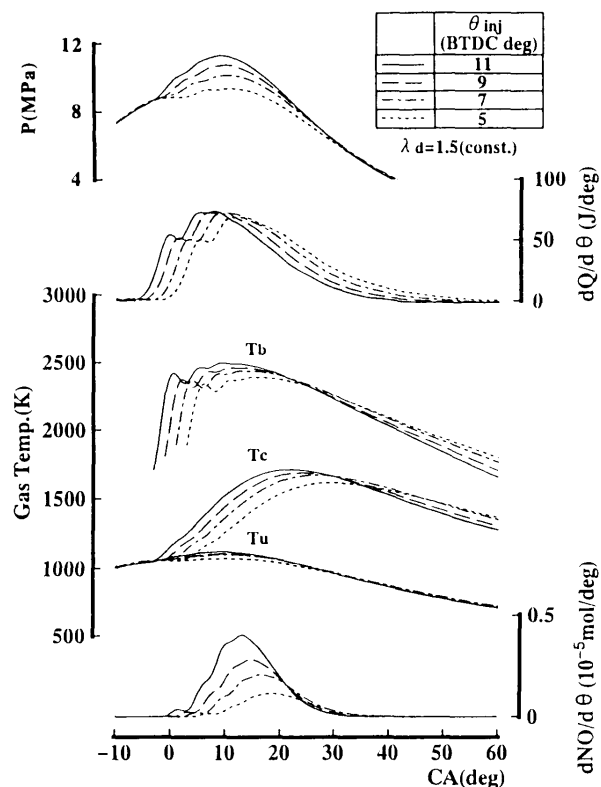 12
8
4
P(MPa)
θ inj
(BTDC deg)
11
9
7
5
λ d=1.5(const.)
100
50
0
dQ/d θ (J/deg)
3000
2500
2000
1500
1000
500
Gas Temp.(K)
Tb
Tc
Tu
0.5
0
dNO/d θ (10⁻⁵mol/deg)
−10 0 10 20 30 40 50 60
CA(deg)